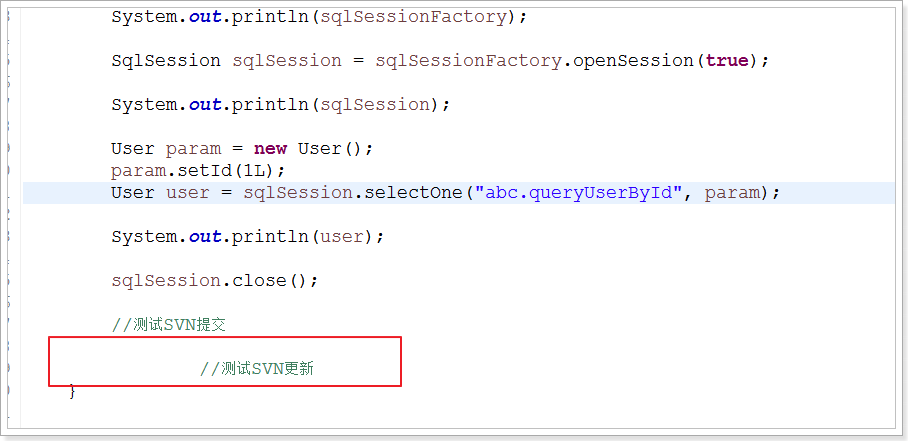 System.out.println(sqlSessionFactory);
SqlSession sqlSession = sqlSessionFactory.openSession(true);
System.out.println(sqlSession);
User param = new User();
param.setId(1L);
User user = sqlSession.selectOne("abc.queryUserById", param);
System.out.println(user);
sqlSession.close();
//测试SVN提交
//测试SVN更新
}